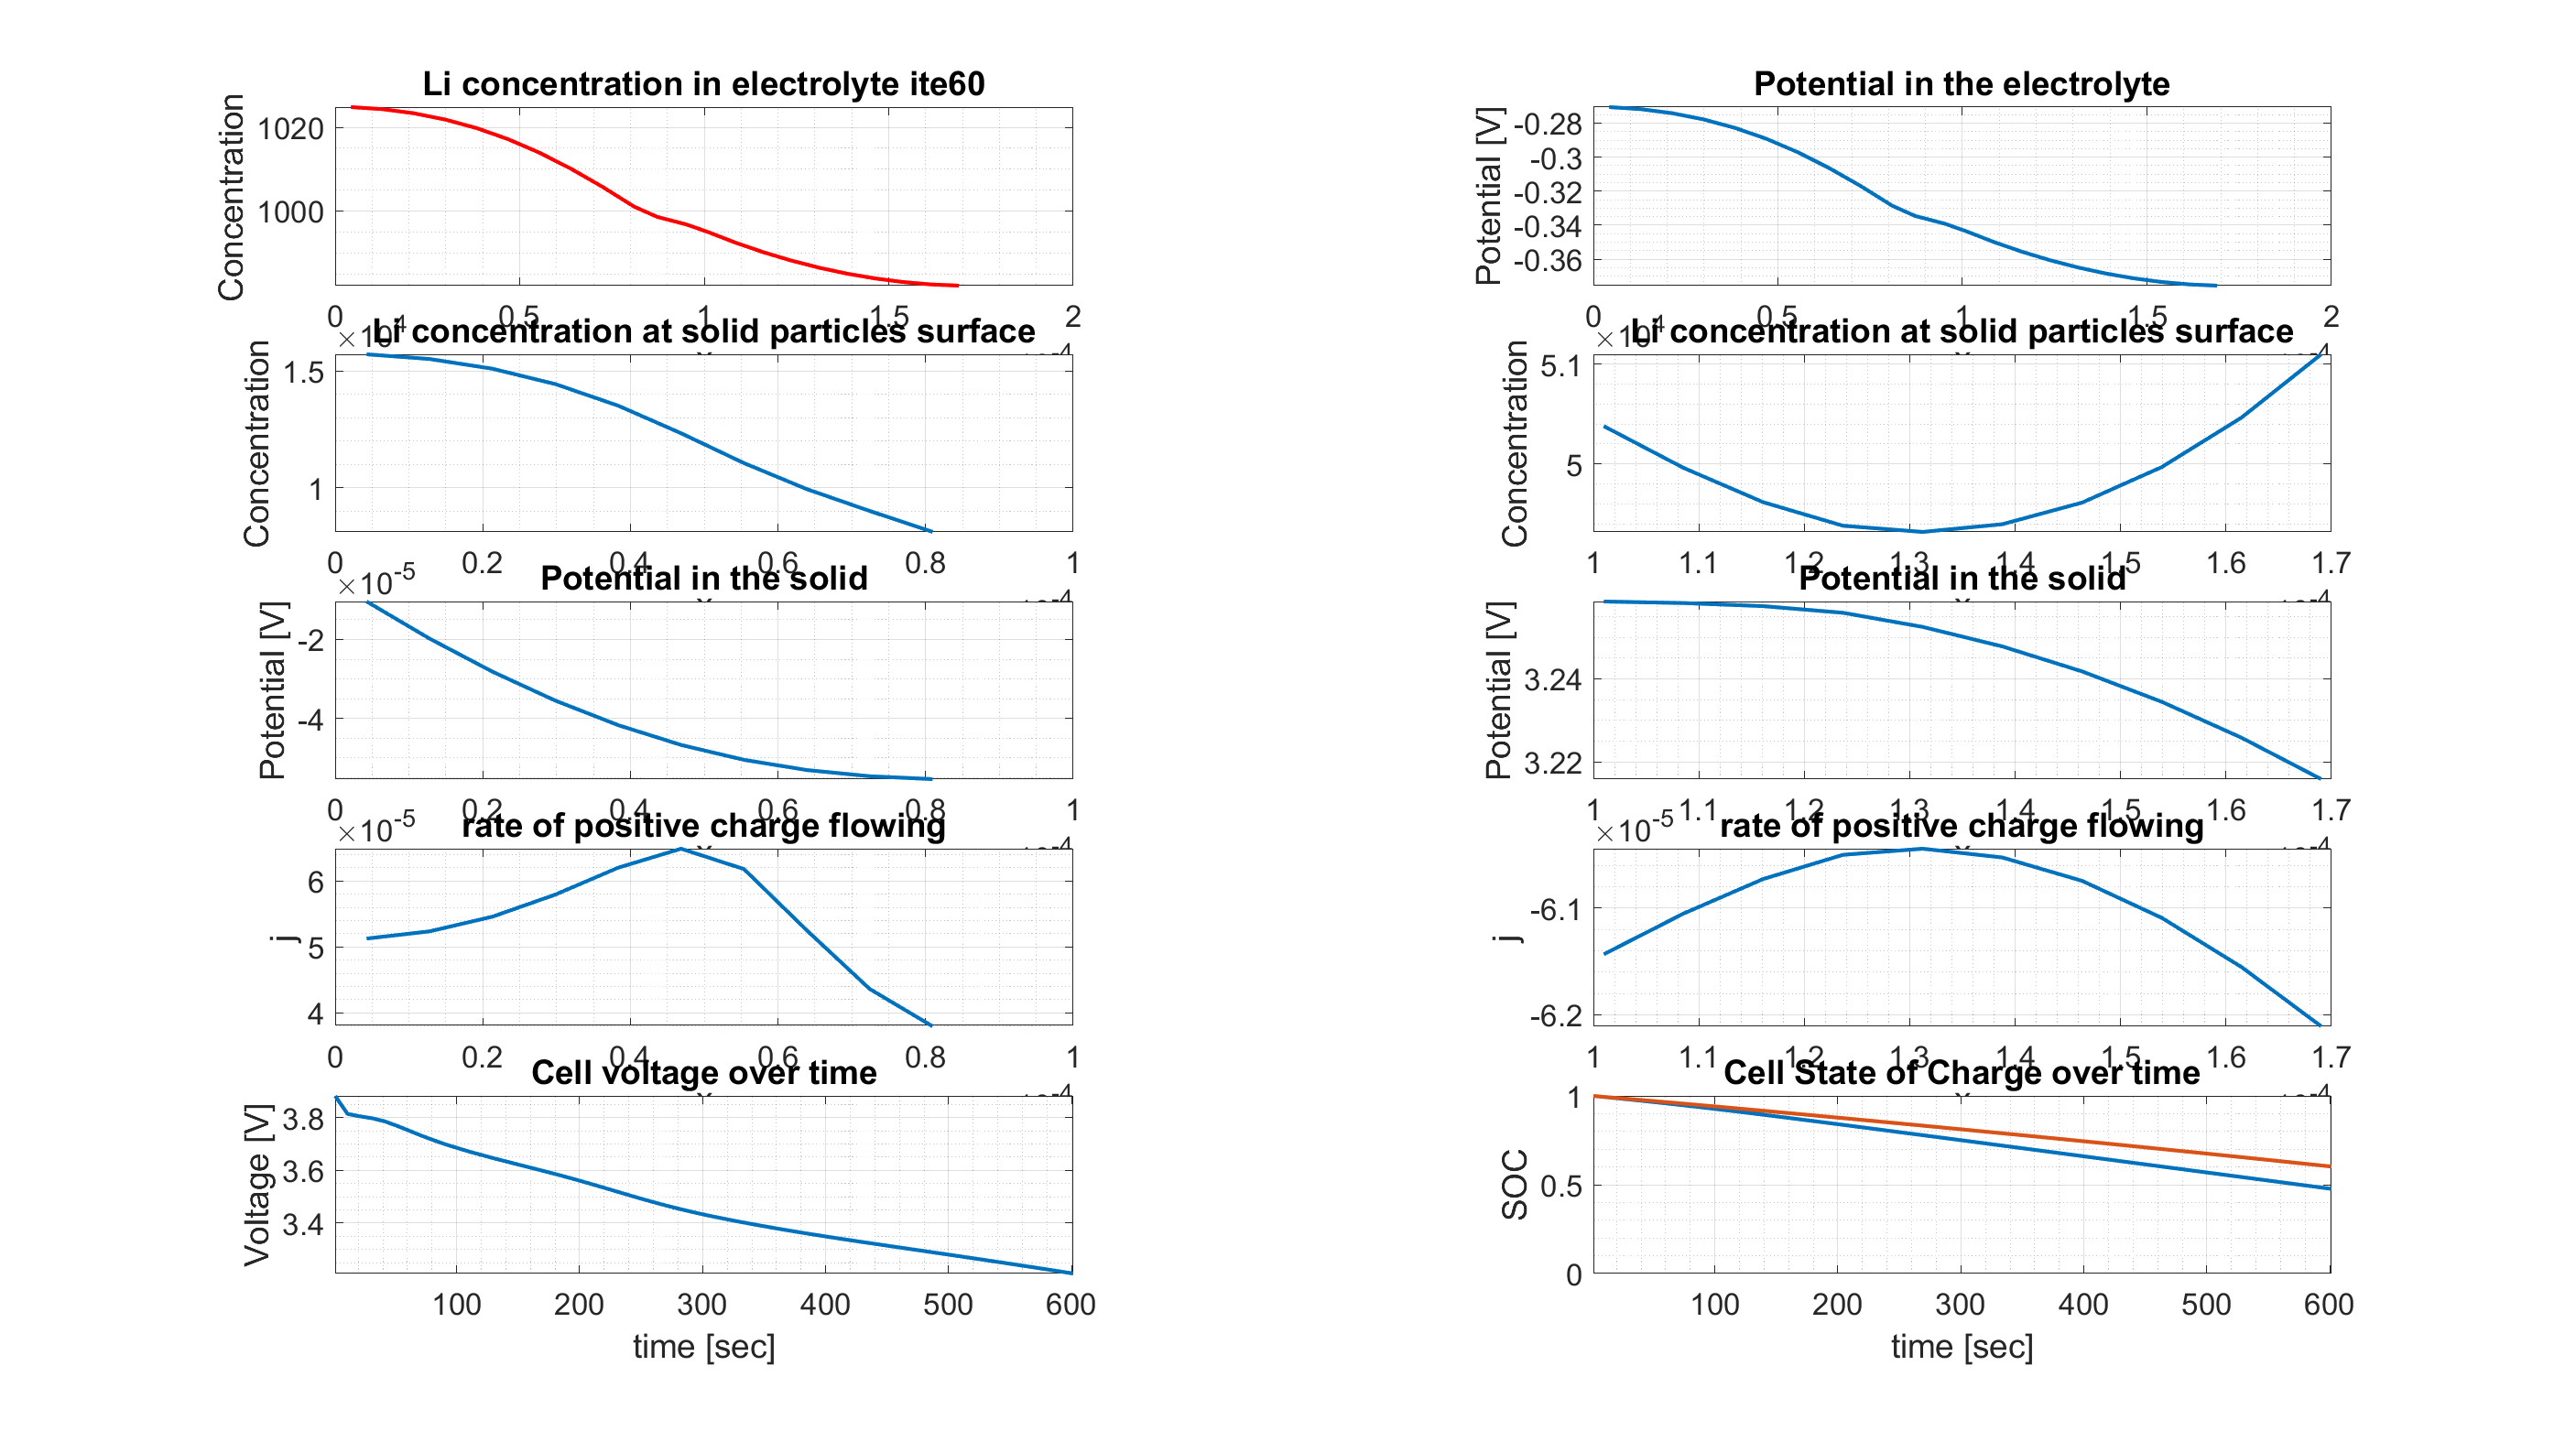 Li concentration in electrolyte ite60
Concentration
1020
1000
0 0.5 1 1.5 2
Potential in the electrolyte
Potential [V]
-0.28
-0.3
-0.32
-0.34
-0.36
0 0.5 1 1.5 2
Li concentration at solid particles surface
×10^4
Concentration
1.5
1
0 0.2 0.4 0.6 0.8 1
Li concentration at solid particles surface
×10^4
Concentration
5.1
5
1 1.1 1.2 1.3 1.4 1.5 1.6 1.7
Potential in the solid
×10^-5
Potential [V]
-2
-4
0 0.2 0.4 0.6 0.8 1
Potential in the solid
Potential [V]
3.24
3.22
1 1.1 1.2 1.3 1.4 1.5 1.6 1.7
rate of positive charge flowing
×10^-5
j
6
5
4
0 0.2 0.4 0.6 0.8 1
rate of positive charge flowing
×10^-5
j
-6.1
-6.2
1 1.1 1.2 1.3 1.4 1.5 1.6 1.7
Cell voltage over time
Voltage [V]
3.8
3.6
3.4
100 200 300 400 500 600
time [sec]
Cell State of Charge over time
SOC
1
0.5
0
100 200 300 400 500 600
time [sec]